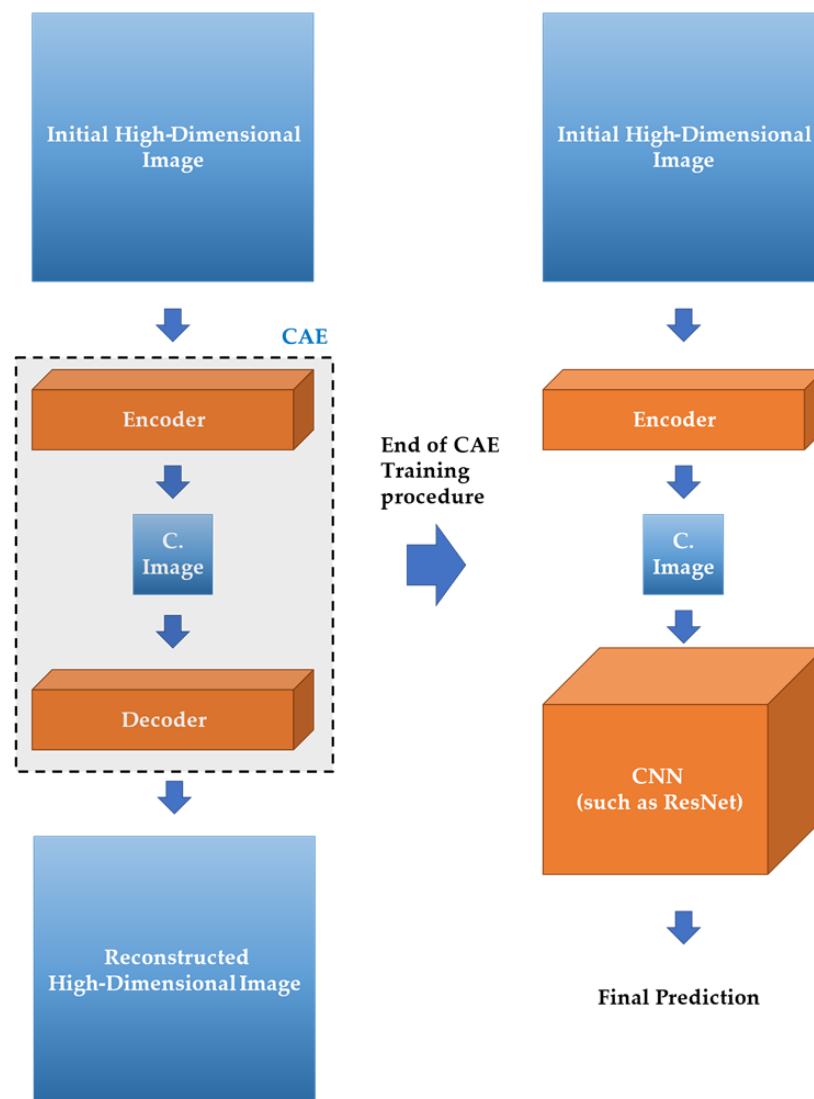 Initial High-Dimensional
Image
CAE
Encoder
C.
Image
Decoder
Reconstructed
High-Dimensional Image
End of CAE
Training
procedure
Initial High-Dimensional
Image
Encoder
C.
Image
CNN
(such as ResNet)
Final Prediction